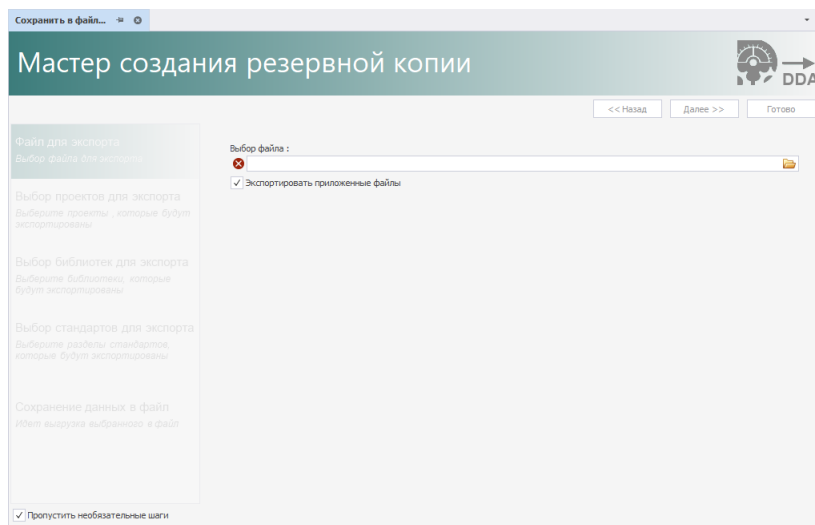 Сохранить в файл...
Мастер создания резервной копии
DDA
<< Назад
Далее >>
Готово
Файл для экспорта
Выбор файла для экспорта
Выбор проектов для экспорта
Выберите проекты , которые будут
экспортированы
Выбор библиотек для экспорта
Выберите библиотеки, которые
будут экспортированы
Выбор стандартов для экспорта
Выберите разделы стандартов,
которые будут экспортированы
Сохранение данных в файл
Идет выгрузка выбранного в файл
Выбор файла :
Экспортировать приложенные файлы
Пропустить необязательные шаги